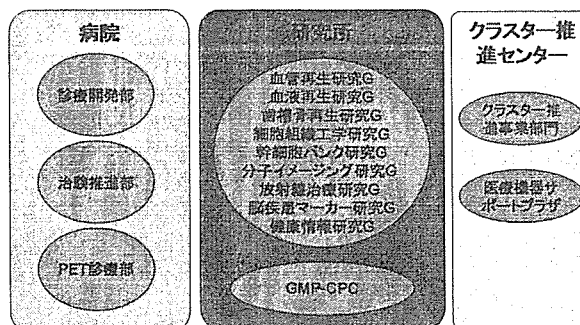 病院
診療開発部
治験推進部
PET診療部
研究所
血管再生研究G
血液再生研究G
歯槽骨再生研究G
細胞組織工学研究G
幹細胞バンク研究G
分子イメージング研究G
放射線治療研究G
脳疾患マーカー研究G
健康情報研究G
GMP-CPC
クラスター推
進センター
クラスター推
進事業部門
医療機器サ
ポートプラザ